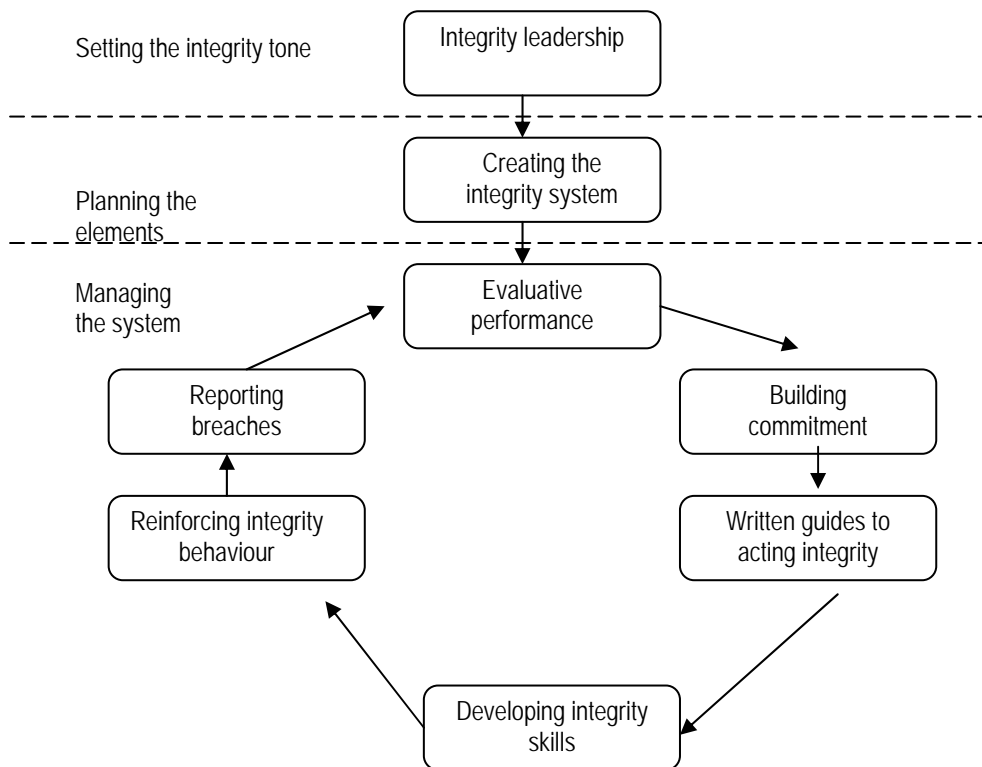 Setting the integrity tone
Integrity leadership
Creating the
integrity system
Planning the
elements
Evaluative
performance
Managing
the system
Reporting
breaches
Building
commitment
Reinforcing integrity
behaviour
Written guides to
acting integrity
Developing integrity
skills